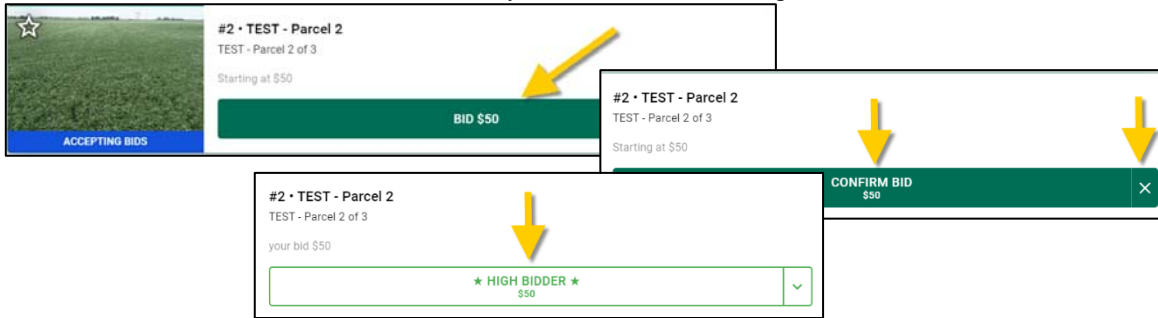 #2 • TEST - Parcel 2
TEST - Parcel 2 of 3
Starting at $50
BID $50
ACCEPTING BIDS
#2 • TEST - Parcel 2
TEST - Parcel 2 of 3
Starting at $50
CONFIRM BID
$50
#2 • TEST - Parcel 2
TEST - Parcel 2 of 3
your bid $50
★ HIGH BIDDER ★
$50